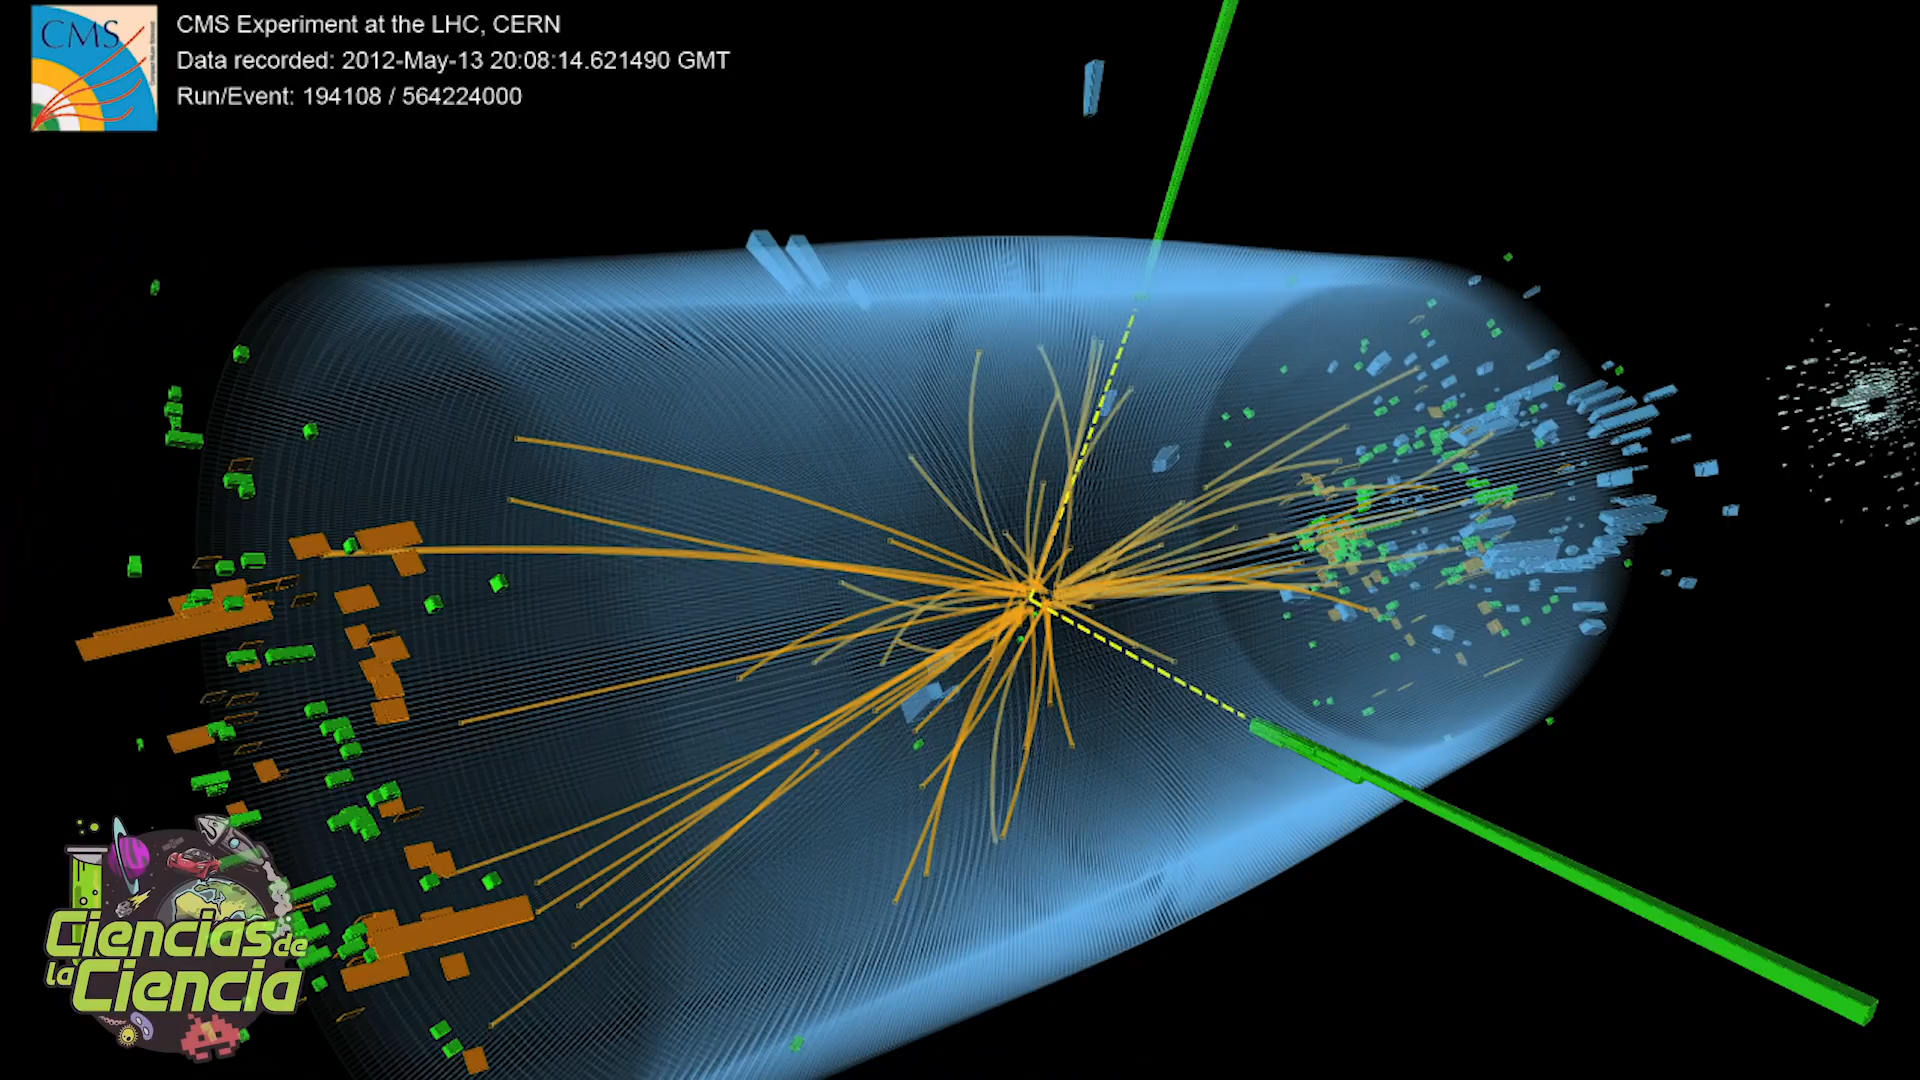 CMS
CMS Experiment at the LHC, CERN
Data recorded: 2012-May-13 20:08:14.621490 GMT
Run/Event: 194108 / 564224000
Ciencias de
la Ciencia